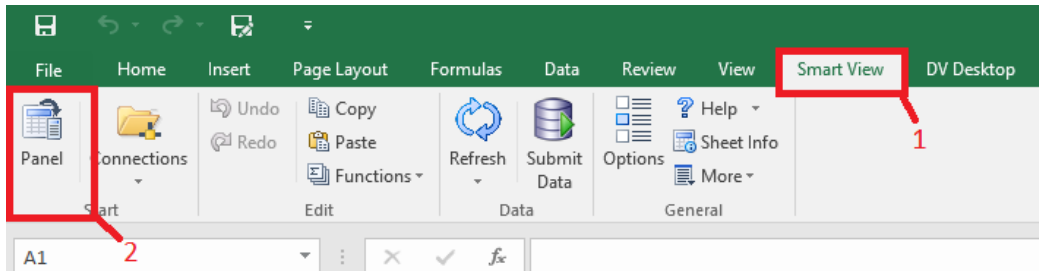 File Home Insert Page Layout Formulas Data Review View Smart View DV Desktop
1
Panel
Connections
Start
Undo
Redo
Copy
Paste
Functions
Edit
Refresh
Submit
Data
Data
Options
Help
Sheet Info
More
General
2
A1
fx